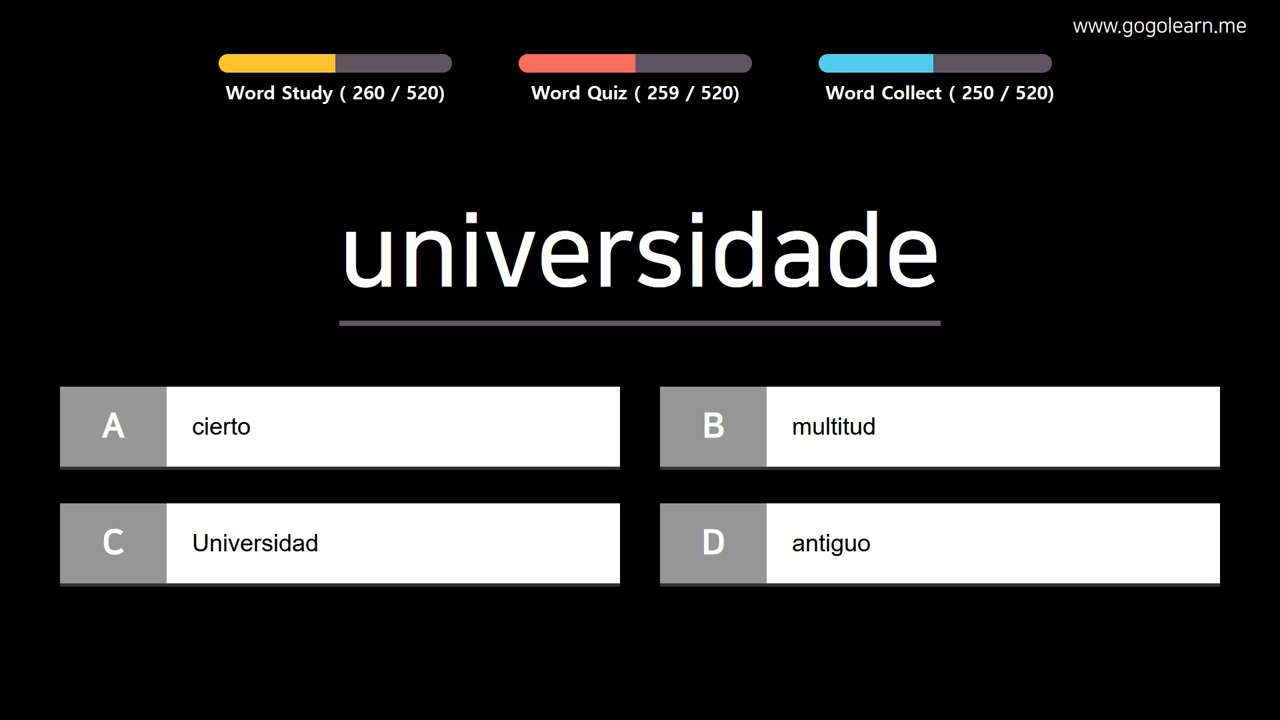 www.gogolearn.me
Word Study ( 260 / 520)
Word Quiz ( 259 / 520)
Word Collect ( 250 / 520)
universidade
A cierto
B multitud
C Universidad
D antiguo